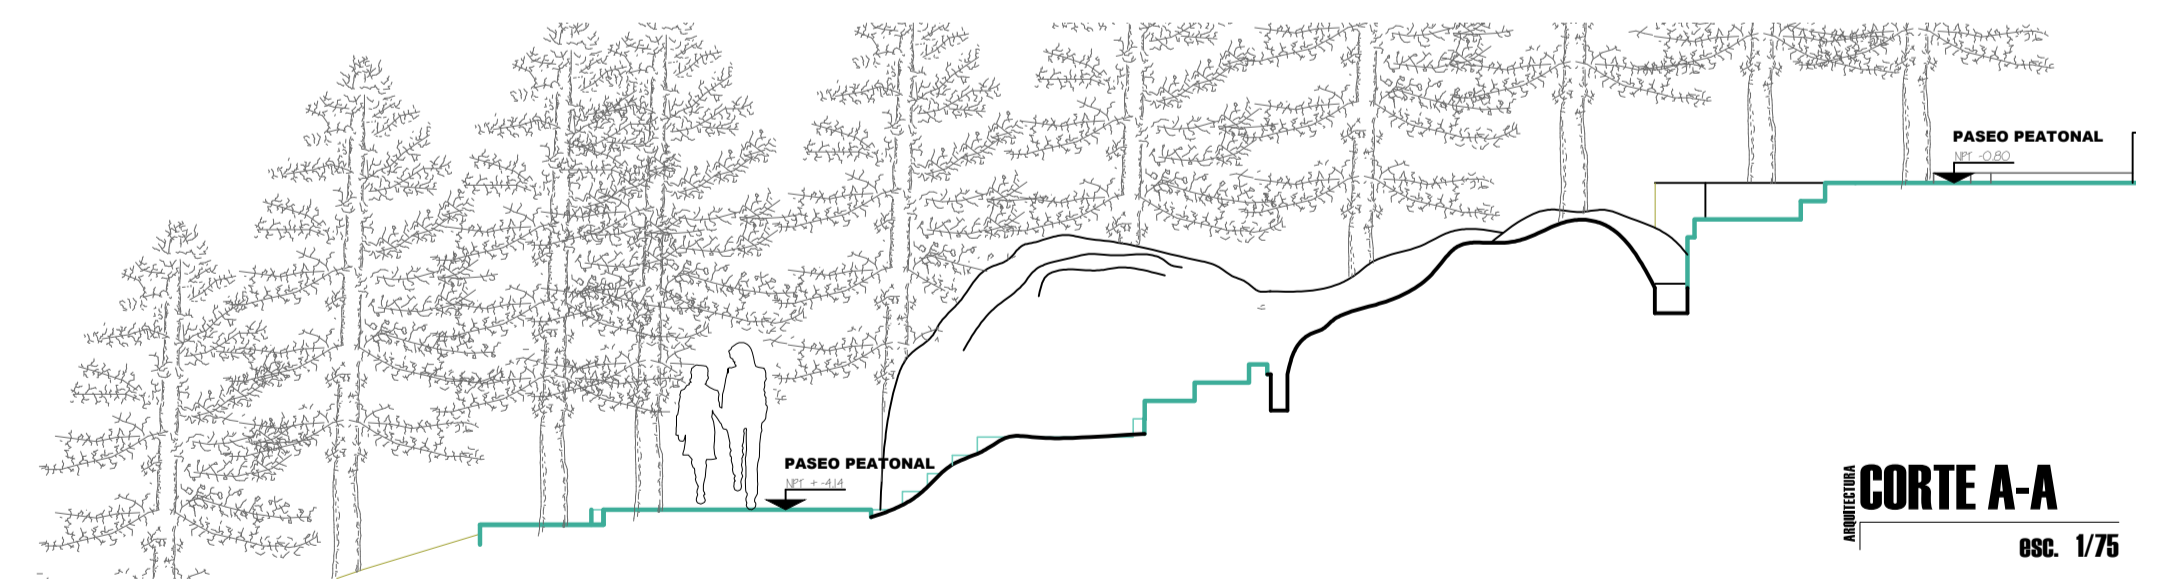 PASEO PEATONAL
NPT -0.80
PASEO PEATONAL
NPT + -4.14
ARQUITECTURA
CORTE A-A
esc. 1/75